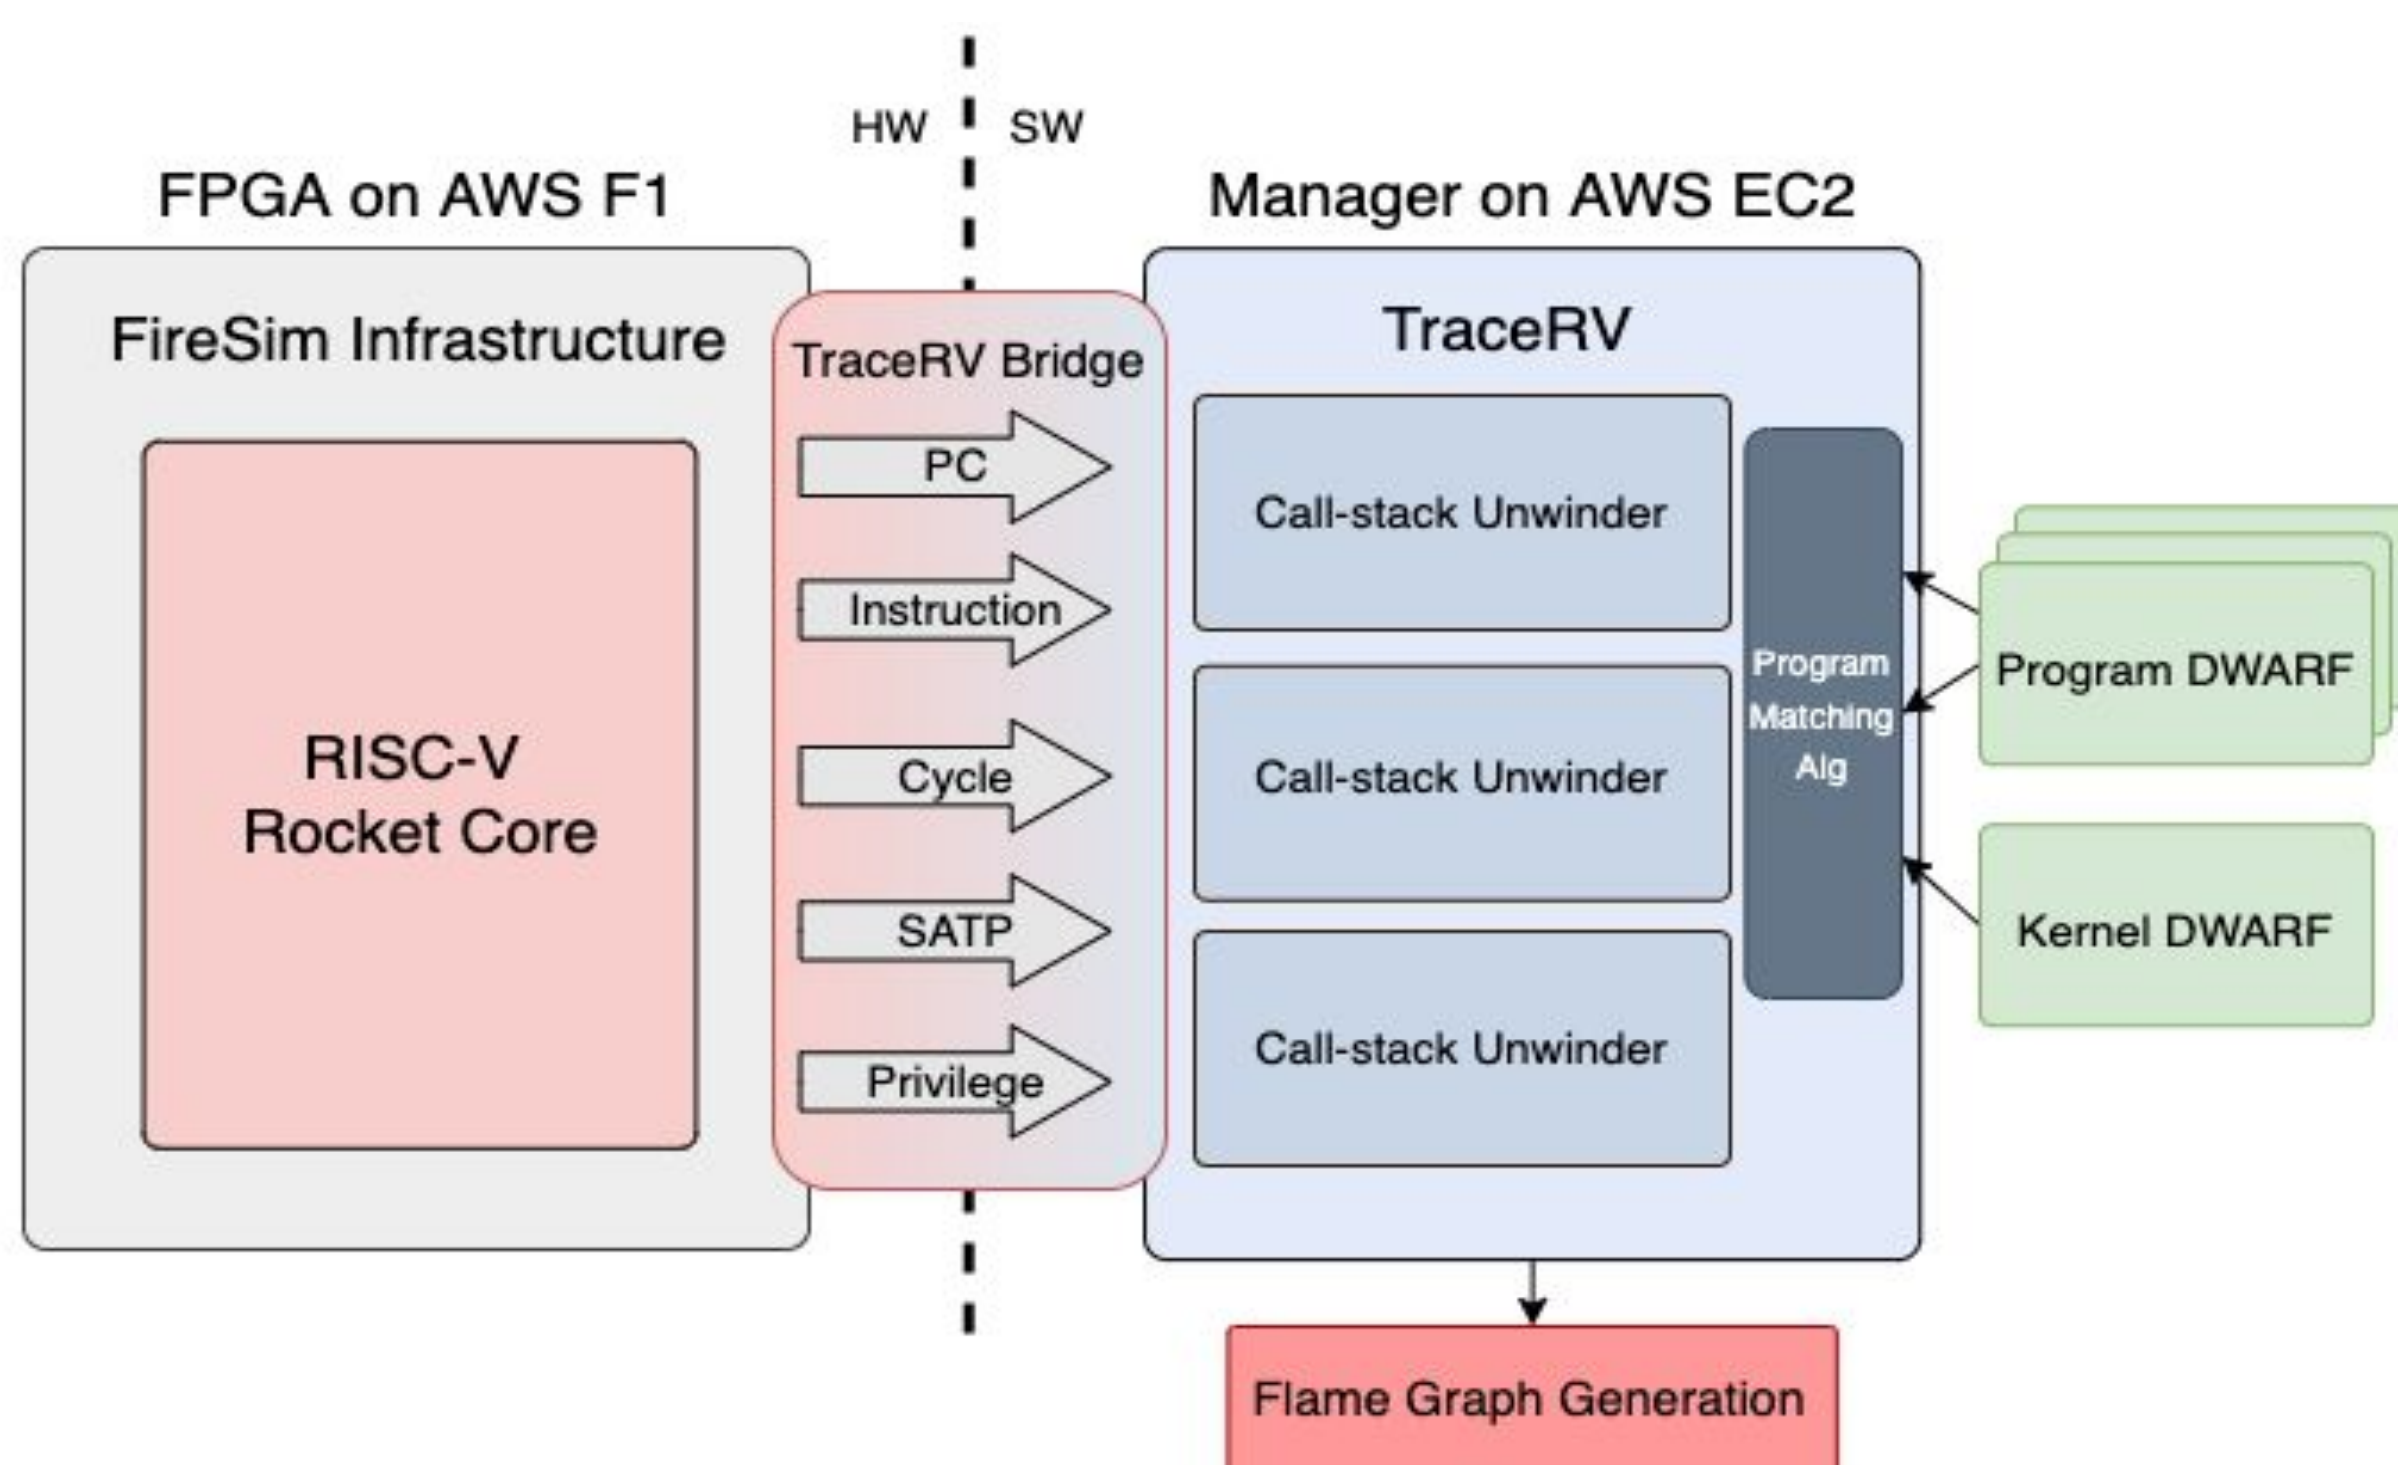 HW
SW
FPGA on AWS F1
Manager on AWS EC2
FireSim Infrastructure
RISC-V
Rocket Core
TraceRV Bridge
PC
Instruction
Cycle
SATP
Privilege
TraceRV
Call-stack Unwinder
Call-stack Unwinder
Call-stack Unwinder
Program
Matching
Alg
Program DWARF
Kernel DWARF
Flame Graph Generation